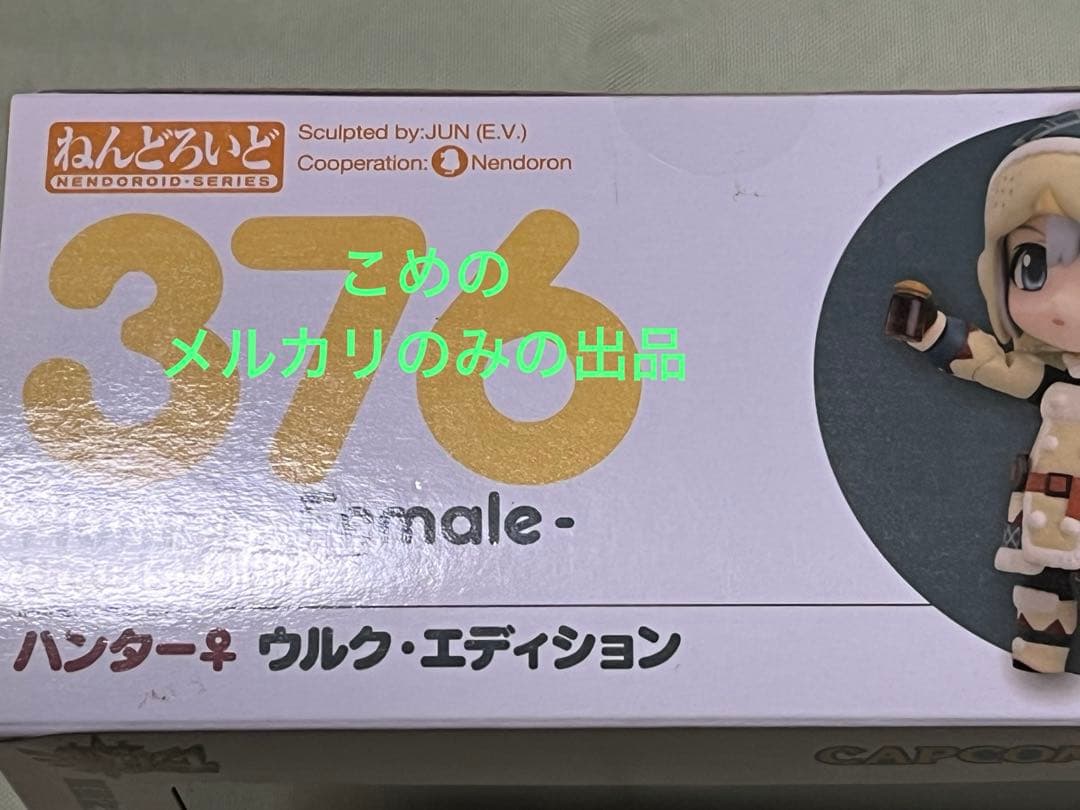 ねんどろいど
NENDOROID·SERIES
Sculpted by:JUN (E.V.)
Cooperation: Nendoron
376
こめの
メルカリのみの出品
Female-
ハンター♀ ウルク・エディション
CAPCOM